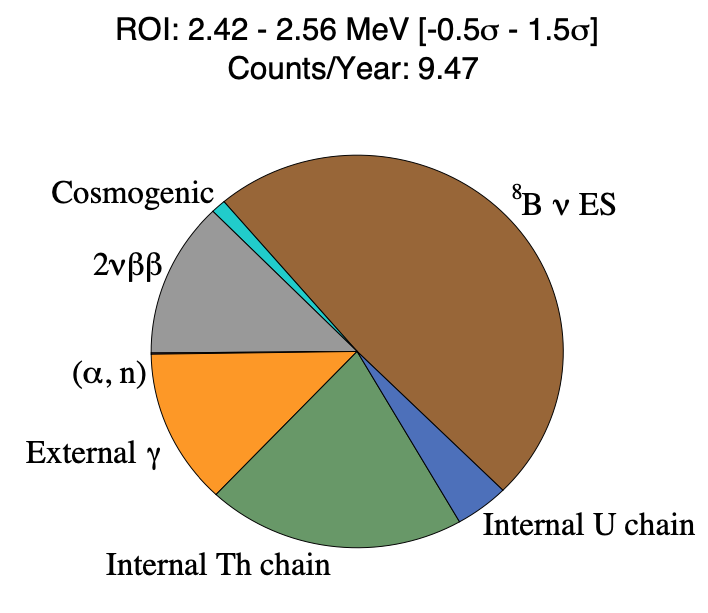 ROI: 2.42 - 2.56 MeV [-0.5σ - 1.5σ]
Counts/Year: 9.47
Cosmogenic
⁸B ν ES
2νββ
(α, n)
External γ
Internal U chain
Internal Th chain